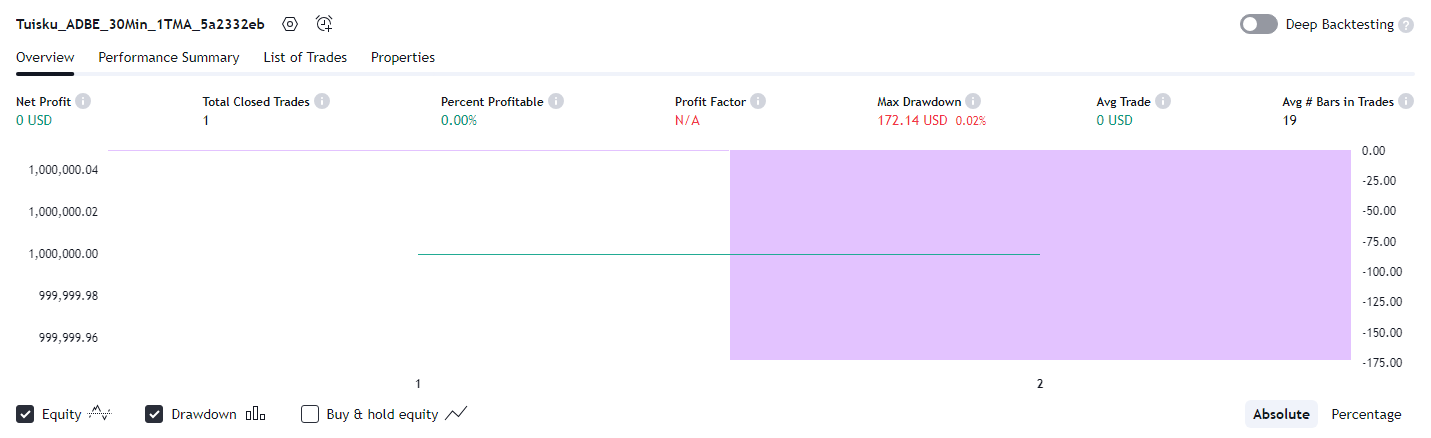 Tuisku_ADBE_30Min_1TMA_5a2332eb Deep Backtesting ?
Overview Performance Summary List of Trades Properties
Net Profit Total Closed Trades Percent Profitable Profit Factor Max Drawdown Avg Trade Avg # Bars in Trades
0 USD 1 0.00% N/A 172.14 USD 0.02% 0 USD 19
0.00
1,000,000.04
-25.00
1,000,000.02 -50.00
-75.00
1,000,000.00
-100.00
999,999.98
-125.00
999,999.96 -150.00
-175.00
1 2
Equity Drawdown Buy & hold equity Absolute Percentage